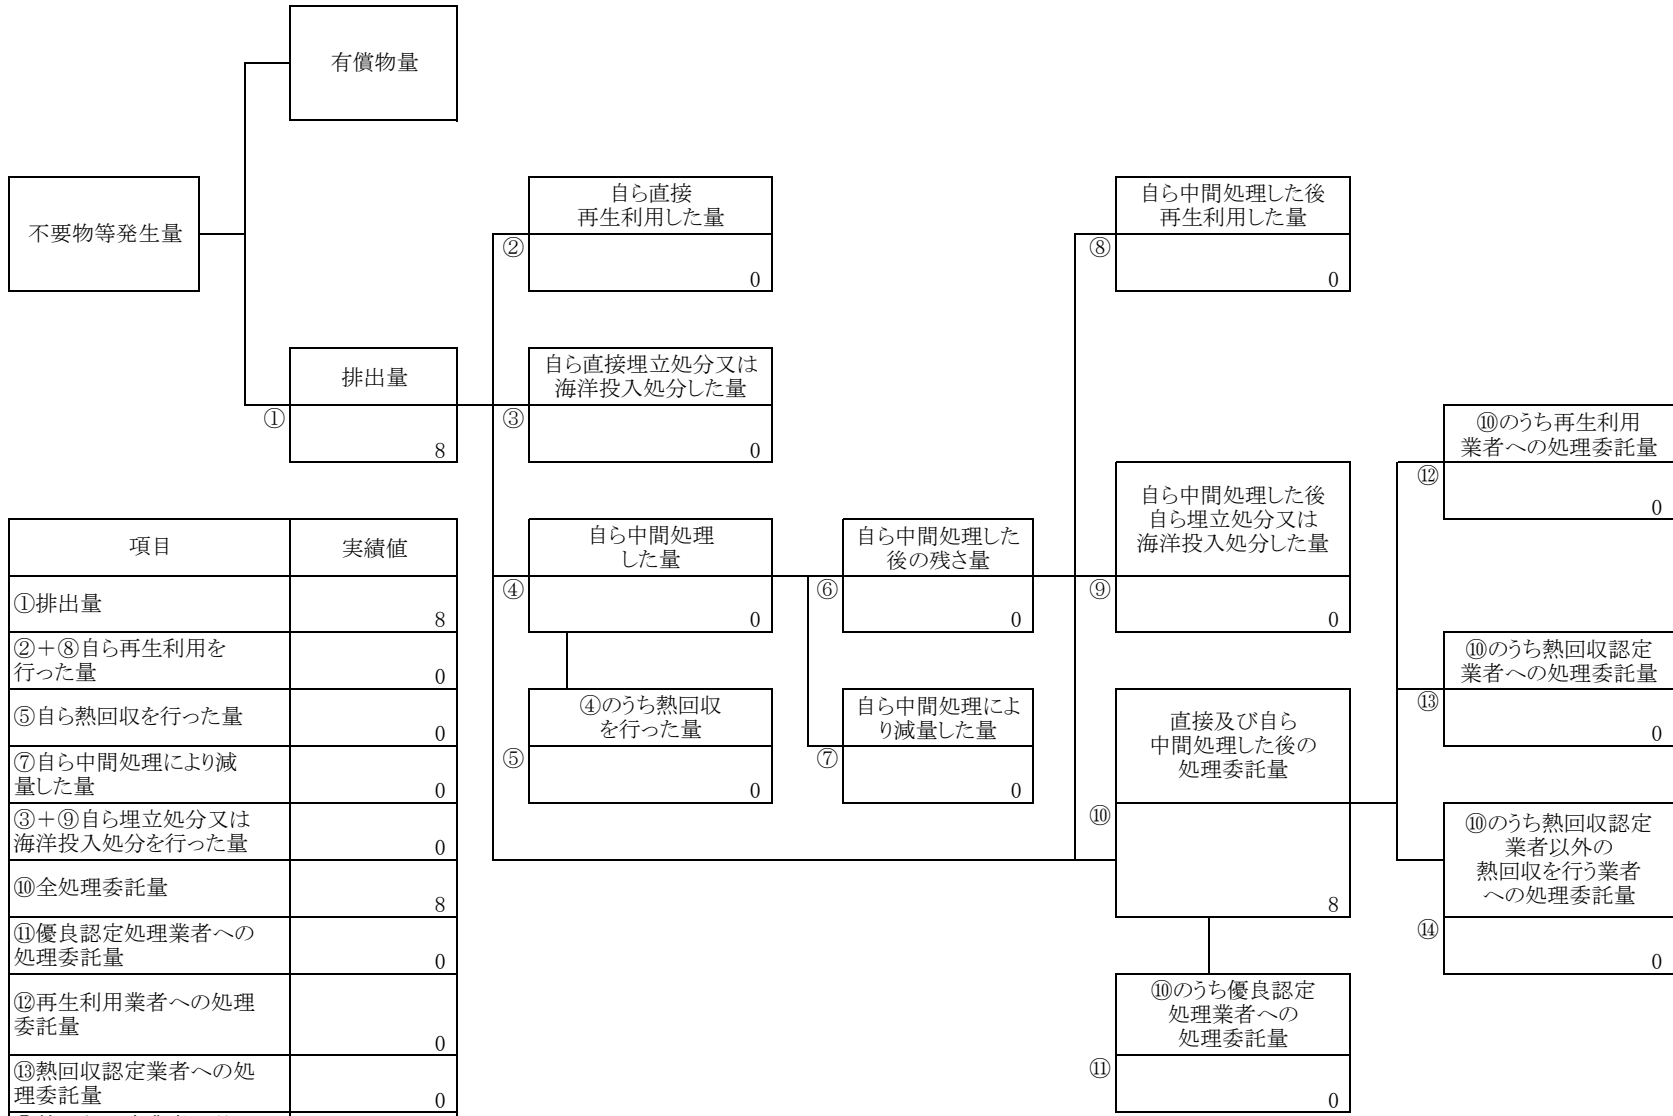 有償物量
不要物等発生量
自ら直接
再生利用した量
②
0
自ら中間処理した後
再生利用した量
⑧
0
排出量
①
8
自ら直接埋立処分又は
海洋投入処分した量
③
0
⑩のうち再生利用
業者への処理委託量
⑫
0
自ら中間処理
した量
④
0
自ら中間処理した
後の残さ量
⑥
0
自ら中間処理した後
自ら埋立処分又は
海洋投入処分した量
⑨
0
⑩のうち熱回収認定
業者への処理委託量
⑬
0
④のうち熱回収
を行った量
⑤
0
自ら中間処理によ
り減量した量
⑦
0
直接及び自ら
中間処理した後の
処理委託量
⑩
8
⑩のうち熱回収認定
業者以外の
熱回収を行う業者
への処理委託量
⑭
0
⑩のうち優良認定
処理業者への
処理委託量
⑪
0
項目 実績値
①排出量
8
②+⑧自ら再生利用を
行った量
0
⑤自ら熱回収を行った量
0
⑦自ら中間処理により減
量した量
0
③+⑨自ら埋立処分又は
海洋投入処分を行った量
0
⑩全処理委託量
8
⑪優良認定処理業者への
処理委託量
0
⑫再生利用業者への処理
委託量
0
⑬熱回収認定業者への処
理委託量
0